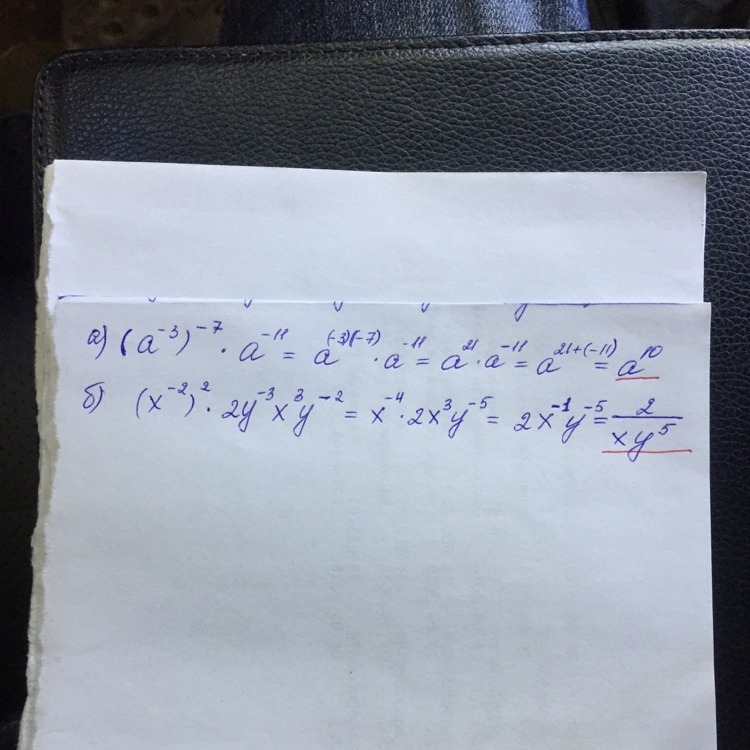 а) (a⁻³)⁻⁷ · a⁻¹¹ = a⁽⁻³⁾⁽⁻⁷⁾ · a⁻¹¹ = a²¹ · a⁻¹¹ = a²¹⁺⁽⁻¹¹⁾ = a¹⁰
б) (x⁻²)² · 2y⁻³x³y⁻² = x⁻⁴ · 2x³y⁻⁵ = 2x⁻¹y⁻⁵ = 2/xy⁵